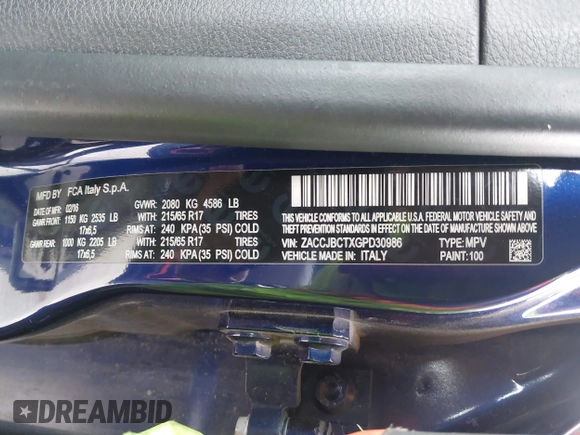 MFD BY FCA Italy S.p.A.
DATE OF MFR: 02/16 GWVR: 2080 KG 4586 LB
GAWR FRONT: 1150 KG 2535 LB WITH: 215/65 R17 TIRES
17x6,5 RIMS AT: 240 KPA(35 PSI) COLD
GAWR REAR: 1000 KG 2205 LB WITH: 215/65 R17 TIRES
17x6,5 RIMS AT: 240 KPA(35 PSI) COLD
THIS VEHICLE CONFORMS TO ALL APPLICABLE U.S.A. FEDERAL MOTOR VEHICLE SAFETY, BUMPER AND
THEFT PREVENTION STANDARDS IN EFFECT ON THE DATE OF MANUFACTURE SHOWN ABOVE.
VIN: ZACCJBCTXGPD30986 TYPE: MPV
VEHICLE MADE IN: ITALY PAINT: 100
DREAMBID